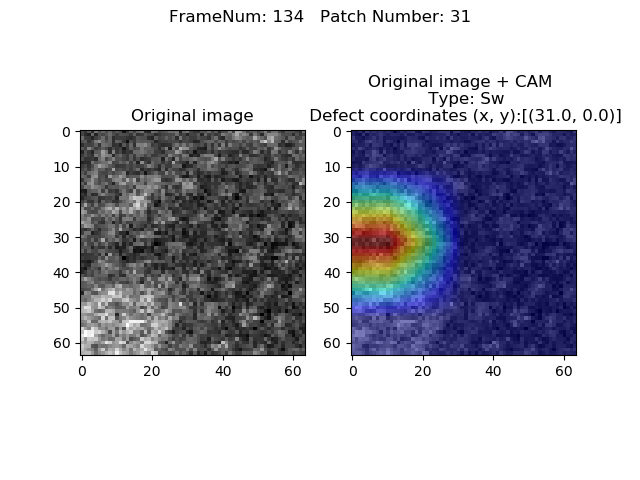 FrameNum: 134   Patch Number: 31
Original image
Original image + CAM
Type: Sw
Defect coordinates (x, y):[(31.0, 0.0)]
0
10
20
30
40
50
60
0 20 40 60
0
10
20
30
40
50
60
0 20 40 60